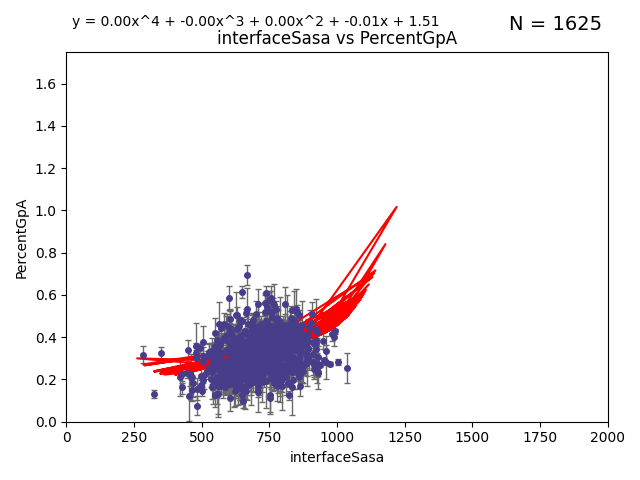 y = 0.00x^4 + -0.00x^3 + 0.00x^2 + -0.01x + 1.51
N = 1625
interfaceSasa vs PercentGpA
1.6
1.4
1.2
1.0
0.8
0.6
0.4
0.2
0.0
PercentGpA
0 250 500 750 1000 1250 1500 1750 2000
interfaceSasa